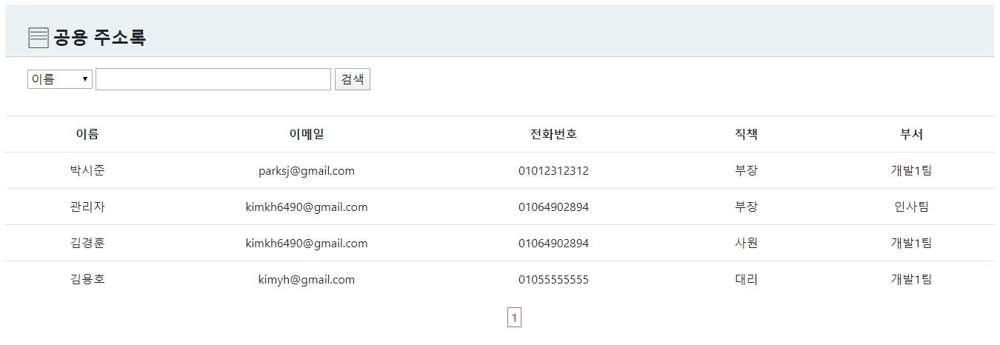 공용 주소록
이름 검색
이름 이메일 전화번호 직책 부서
박시준 parksj@gmail.com 01012312312 부장 개발1팀
관리자 kimkh6490@gmail.com 01064902894 부장 인사팀
김경훈 kimkh6490@gmail.com 01064902894 사원 개발1팀
김용호 kimyh@gmail.com 01055555555 대리 개발1팀
1